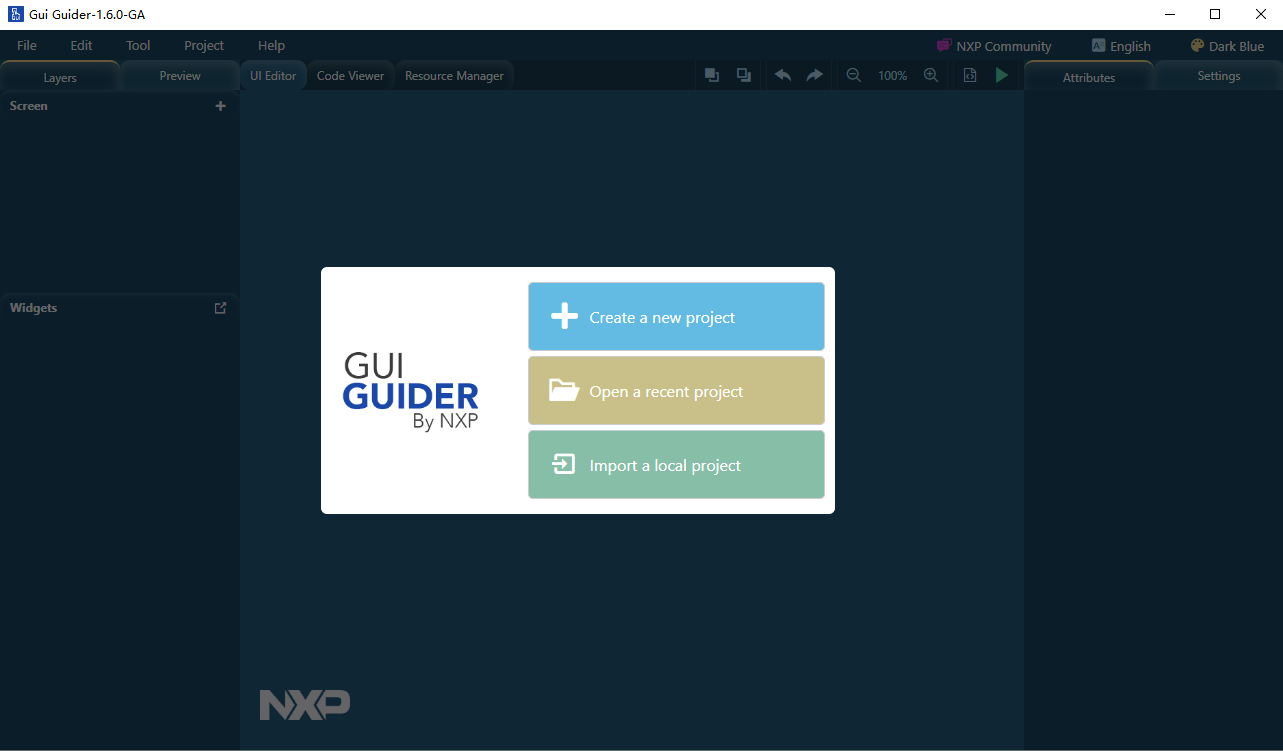 Gui Guider-1.6.0-GA
File Edit Tool Project Help NXP Community English Dark Blue
Layers Preview UI Editor Code Viewer Resource Manager 100% Attributes Settings
Screen
Widgets
GUI
GUIDER
By NXP
Create a new project
Open a recent project
Import a local project
NXP